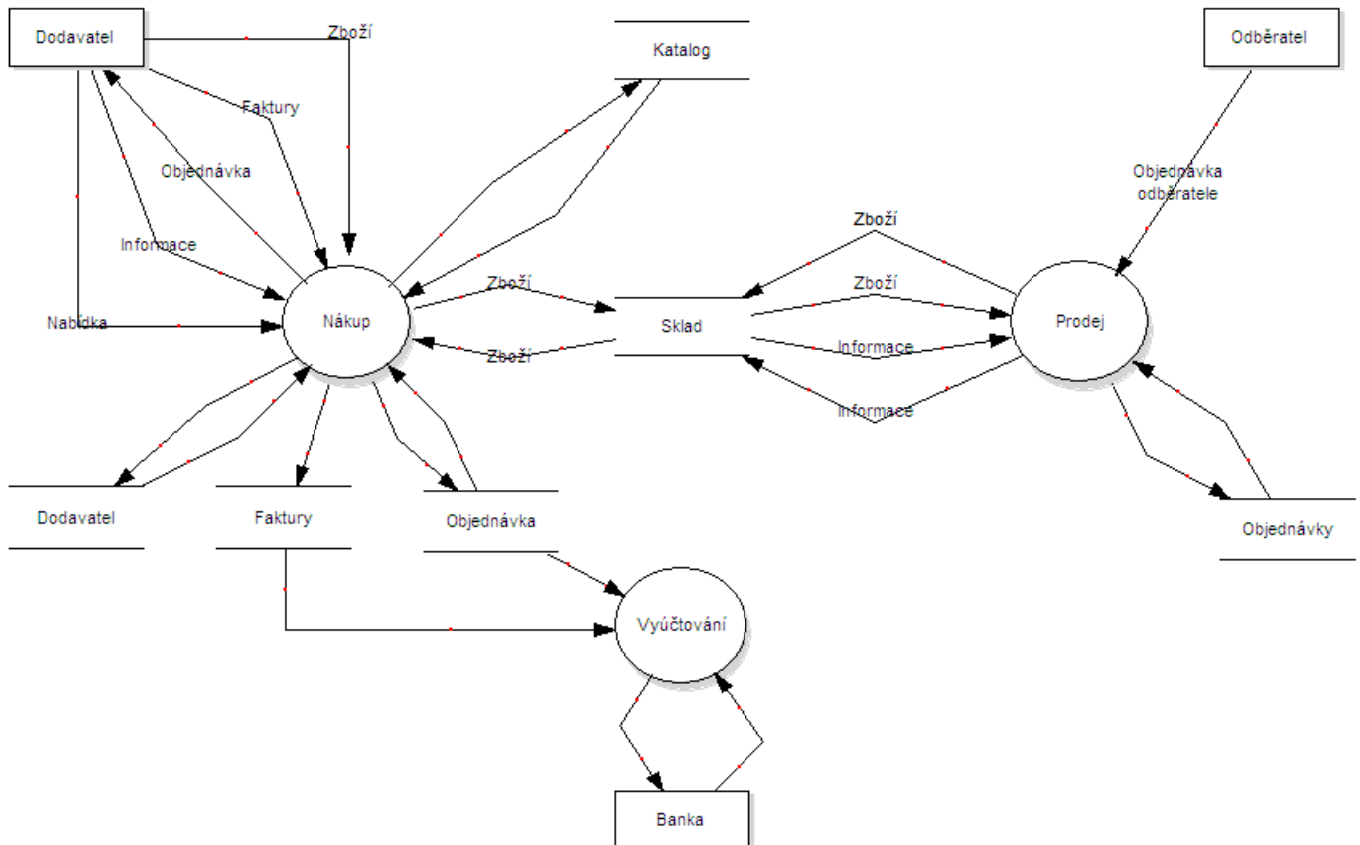 Dodavatel
Zboží
Katalog
Odběratel
Faktury
Objednávka
Objednávka
odběratele
Informace
Zboží
Zboží
Zboží
Nabídka
Nákup
Sklad
Prodej
Informace
Zboží
Informace
Dodavatel
Faktury
Objednávka
Objednávky
Vyúčtování
Banka